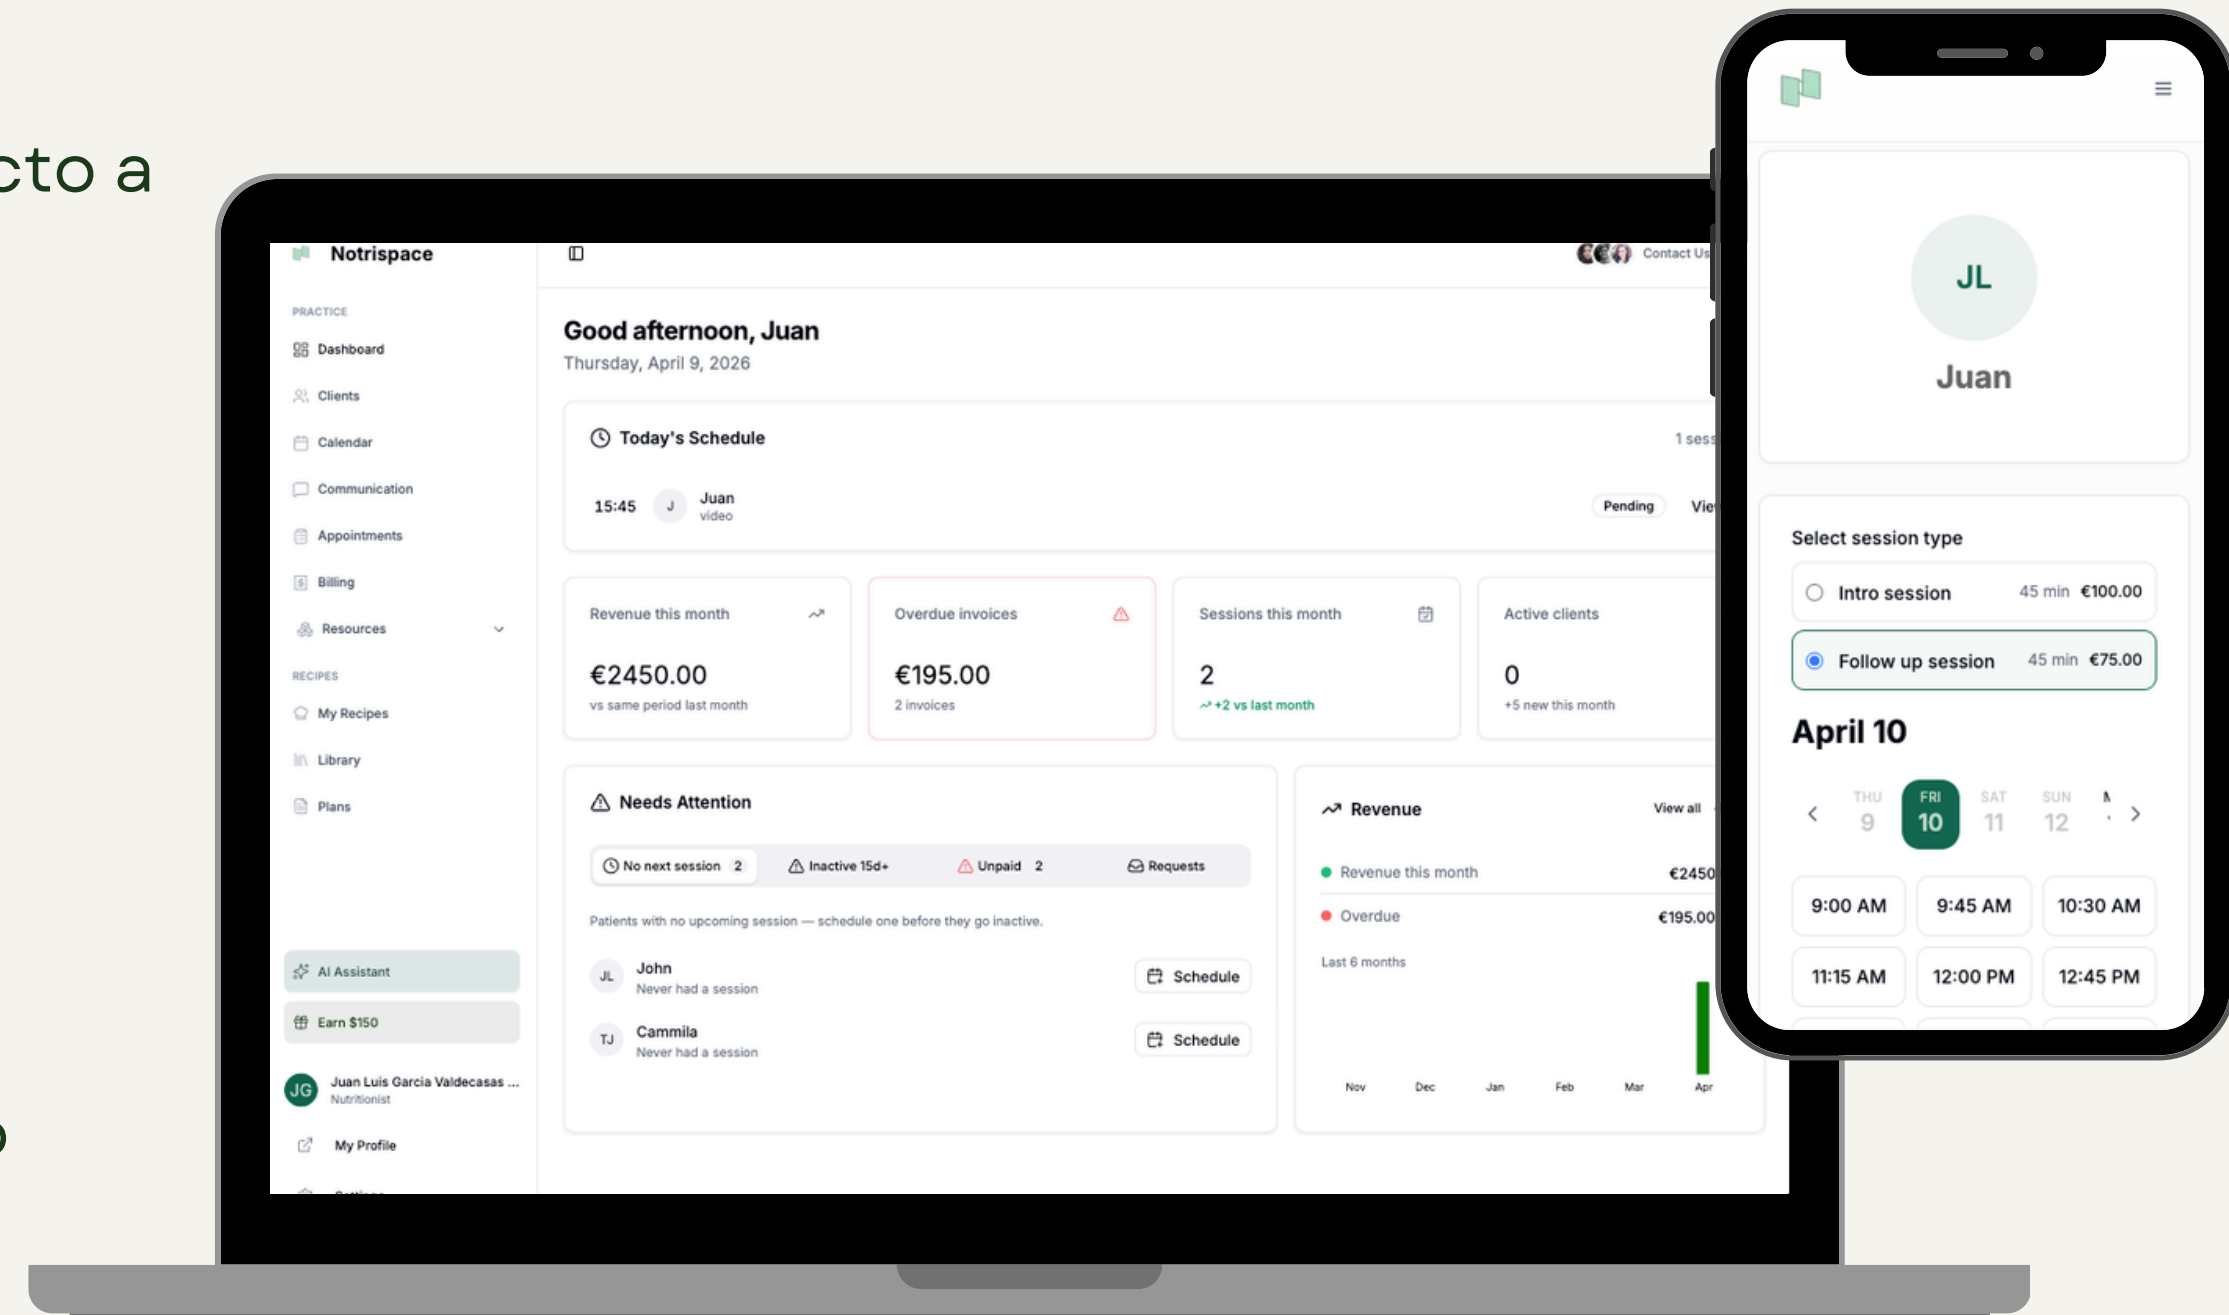 cto a
Notrispace
Contact Us
PRACTICE
Dashboard
Clients
Calendar
Communication
Appointments
Billing
Resources
RECIPES
My Recipes
Library
Plans
AI Assistant
Earn $150
JG
Juan Luis Garcia Valdecasas ...
Nutritionist
My Profile
Good afternoon, Juan
Thursday, April 9, 2026
Today's Schedule
1 sess
15:45 J Juan
video
Pending Vie
Revenue this month
€2450.00
vs same period last month
Overdue invoices
€195.00
2 invoices
Sessions this month
2
+2 vs last month
Active clients
0
+5 new this month
Needs Attention
No next session 2 Inactive 15d+ Unpaid 2 Requests
Patients with no upcoming session — schedule one before they go inactive.
JL John
Never had a session
Schedule
TJ Cammila
Never had a session
Schedule
Revenue View all
Revenue this month €2450
Overdue €195.00
Last 6 months
Nov Dec Jan Feb Mar Apr
JL
Juan
Select session type
Intro session 45 min €100.00
Follow up session 45 min €75.00
April 10
THU FRI SAT SUN
9 10 11 12
9:00 AM 9:45 AM 10:30 AM
11:15 AM 12:00 PM 12:45 PM